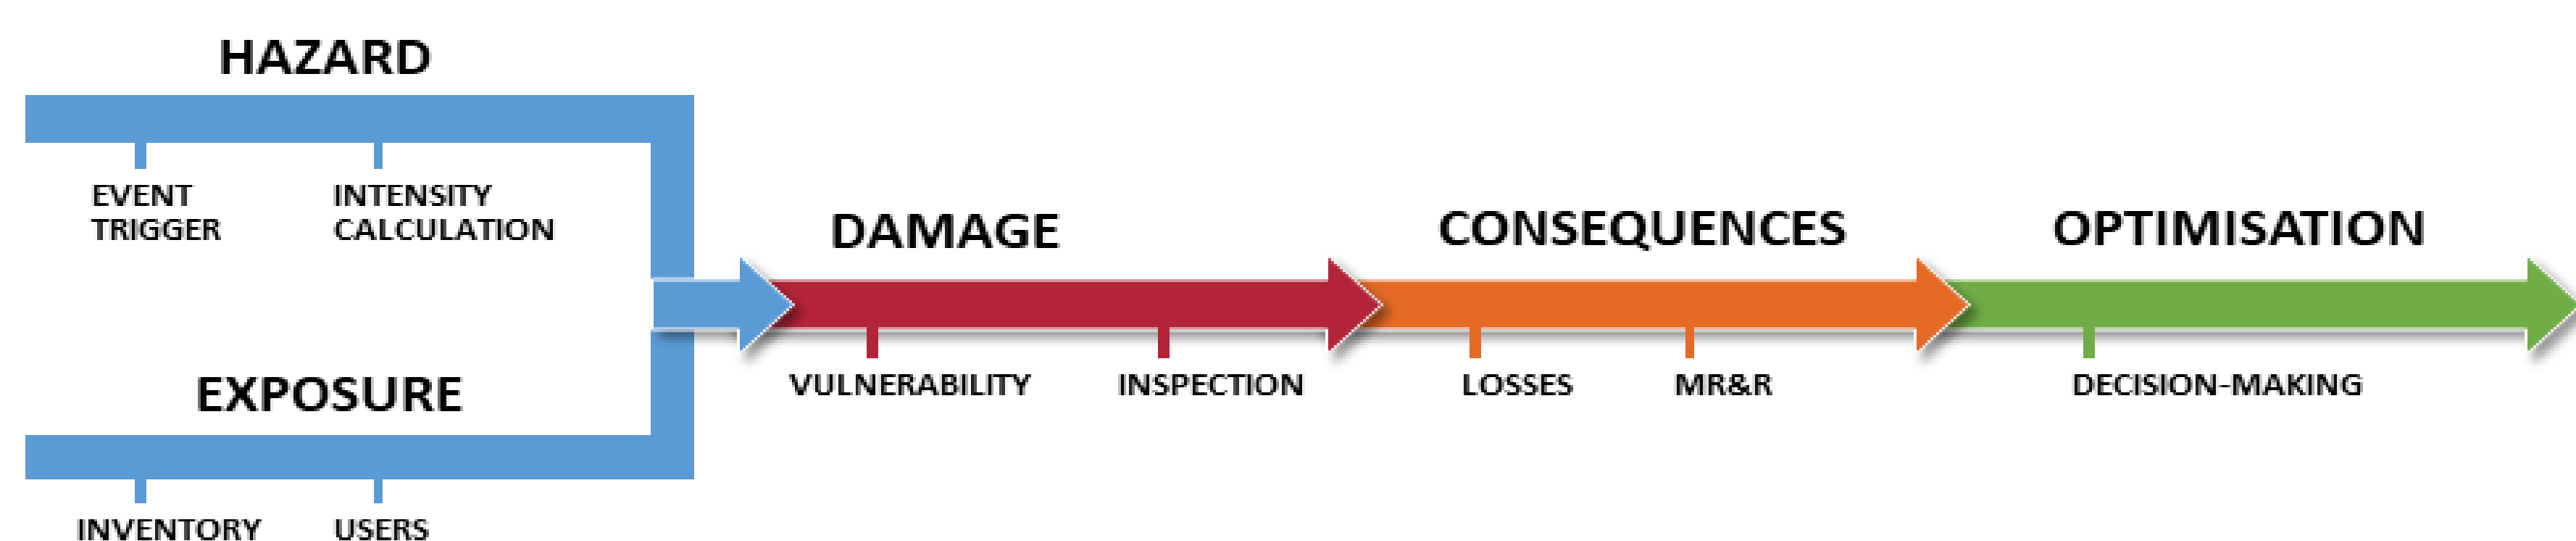 HAZARD
EVENT
TRIGGER
INTENSITY
CALCULATION
EXPOSURE
INVENTORY
USERS
DAMAGE
VULNERABILITY
INSPECTION
CONSEQUENCES
LOSSES
MR&R
OPTIMISATION
DECISION-MAKING